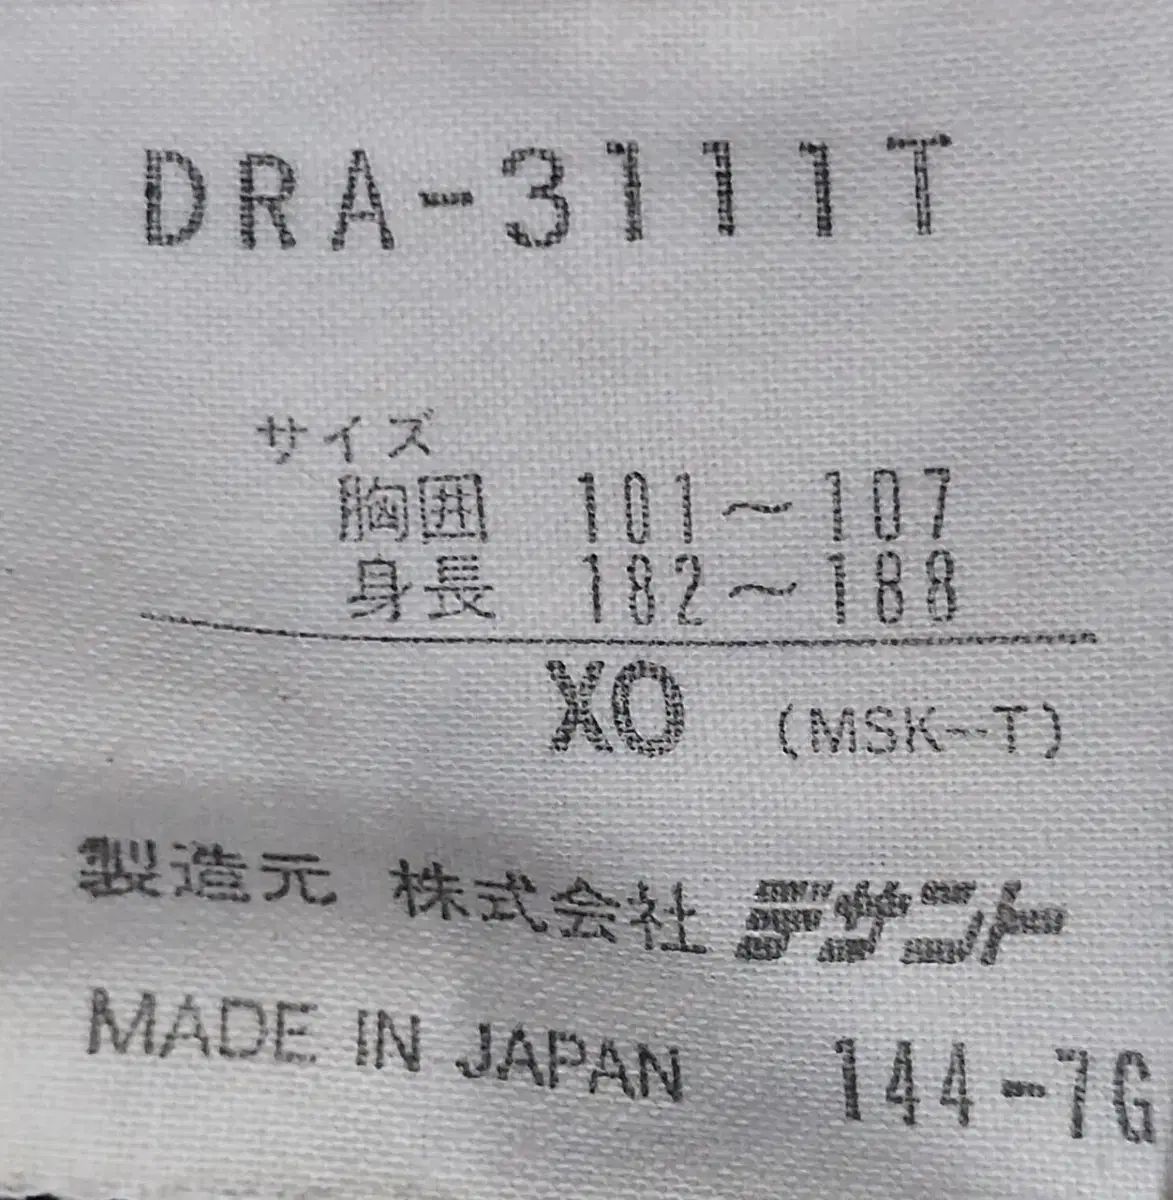 DRA-3111T
サイズ
胸囲 101～107
身長 182～188
XO (MSK-T)
製造元 株式会社デサント
MADE IN JAPAN 144-7G